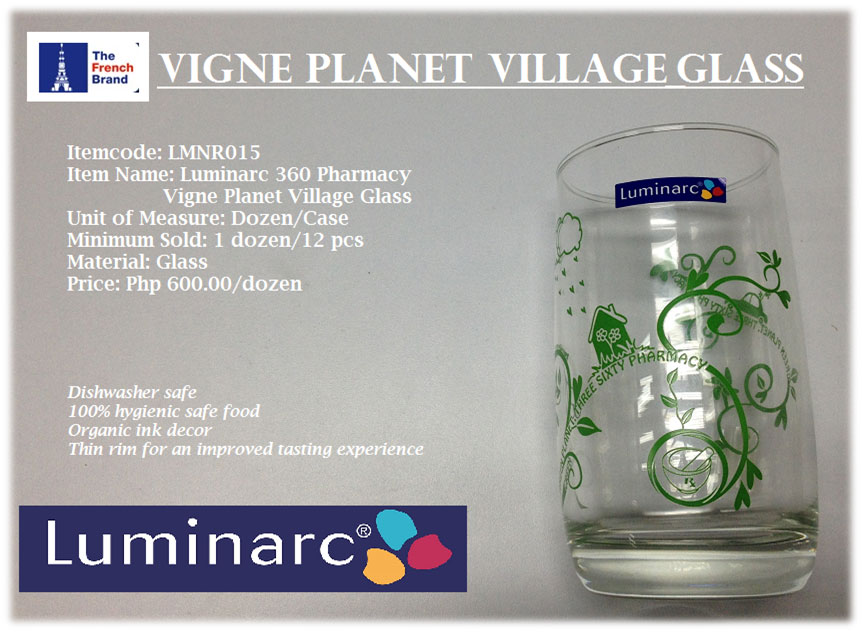 The
French
Brand
VIGNE PLANET VILLAGE GLASS
Itemcode: LMNR015
Item Name: Luminarc 360 Pharmacy
Vigne Planet Village Glass
Unit of Measure: Dozen/Case
Minimum Sold: 1 dozen/12 pcs
Material: Glass
Price: Php 600.00/dozen
Luminarc
THREE SIXTY PHARMACY
Rx
Dishwasher safe
100% hygienic safe food
Organic ink decor
Thin rim for an improved tasting experience
Luminarc®